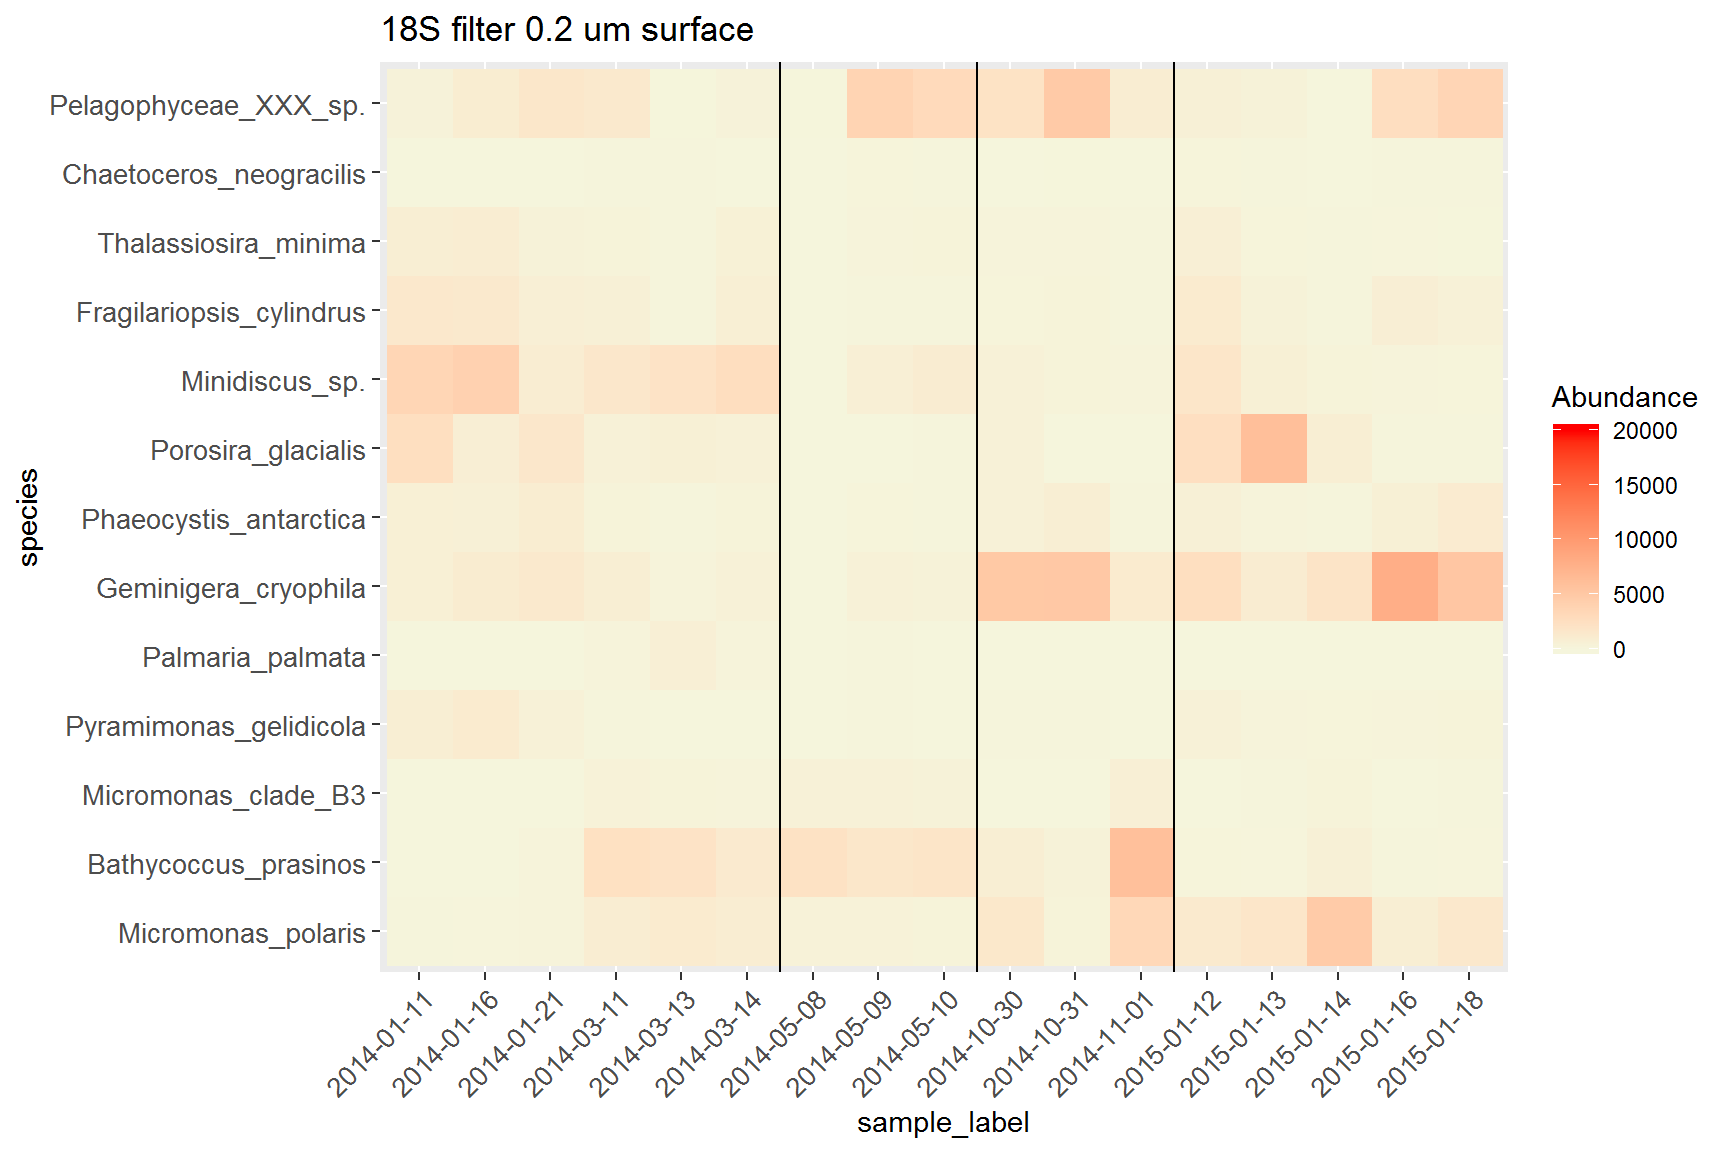 18S filter 0.2 um surface
species
Pelagophyceae_XXX_sp.
Chaetoceros_neogracilis
Thalassiosira_minima
Fragilariopsis_cylindrus
Minidiscus_sp.
Porosira_glacialis
Phaeocystis_antarctica
Geminigera_cryophila
Palmaria_palmata
Pyramimonas_gelidicola
Micromonas_clade_B3
Bathycoccus_prasinos
Micromonas_polaris
2014-01-11
2014-01-16
2014-01-21
2014-03-11
2014-03-13
2014-03-14
2014-05-08
2014-05-09
2014-05-10
2014-10-30
2014-10-31
2014-11-01
2015-01-12
2015-01-13
2015-01-14
2015-01-16
2015-01-18
sample_label
Abundance
20000
15000
10000
5000
0